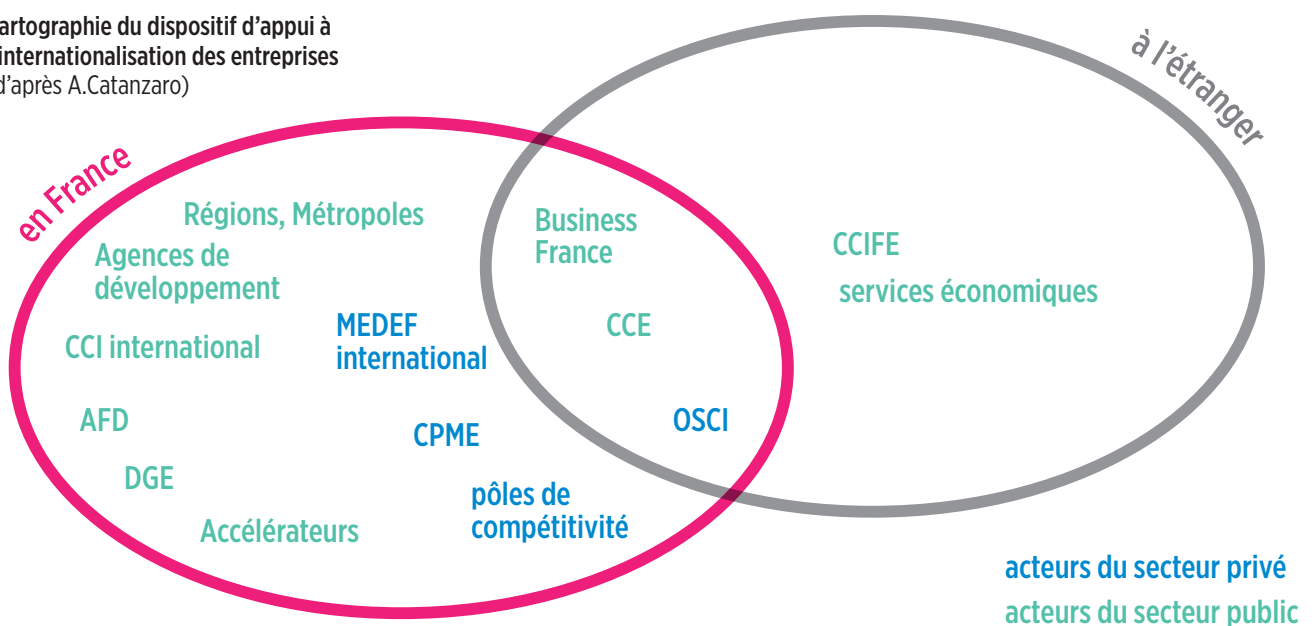 artographie du dispositif d'appui à
internationalisation des entreprises
d'après A.Catanzaro)
en France
à l'étranger
Régions, Métropoles
Agences de
développement
CCI international
AFD
DGE
Accélérateurs
MEDEF
international
CPME
pôles de
compétitivité
Business
France
CCE
OSCI
CCIFE
services économiques
acteurs du secteur privé
acteurs du secteur public